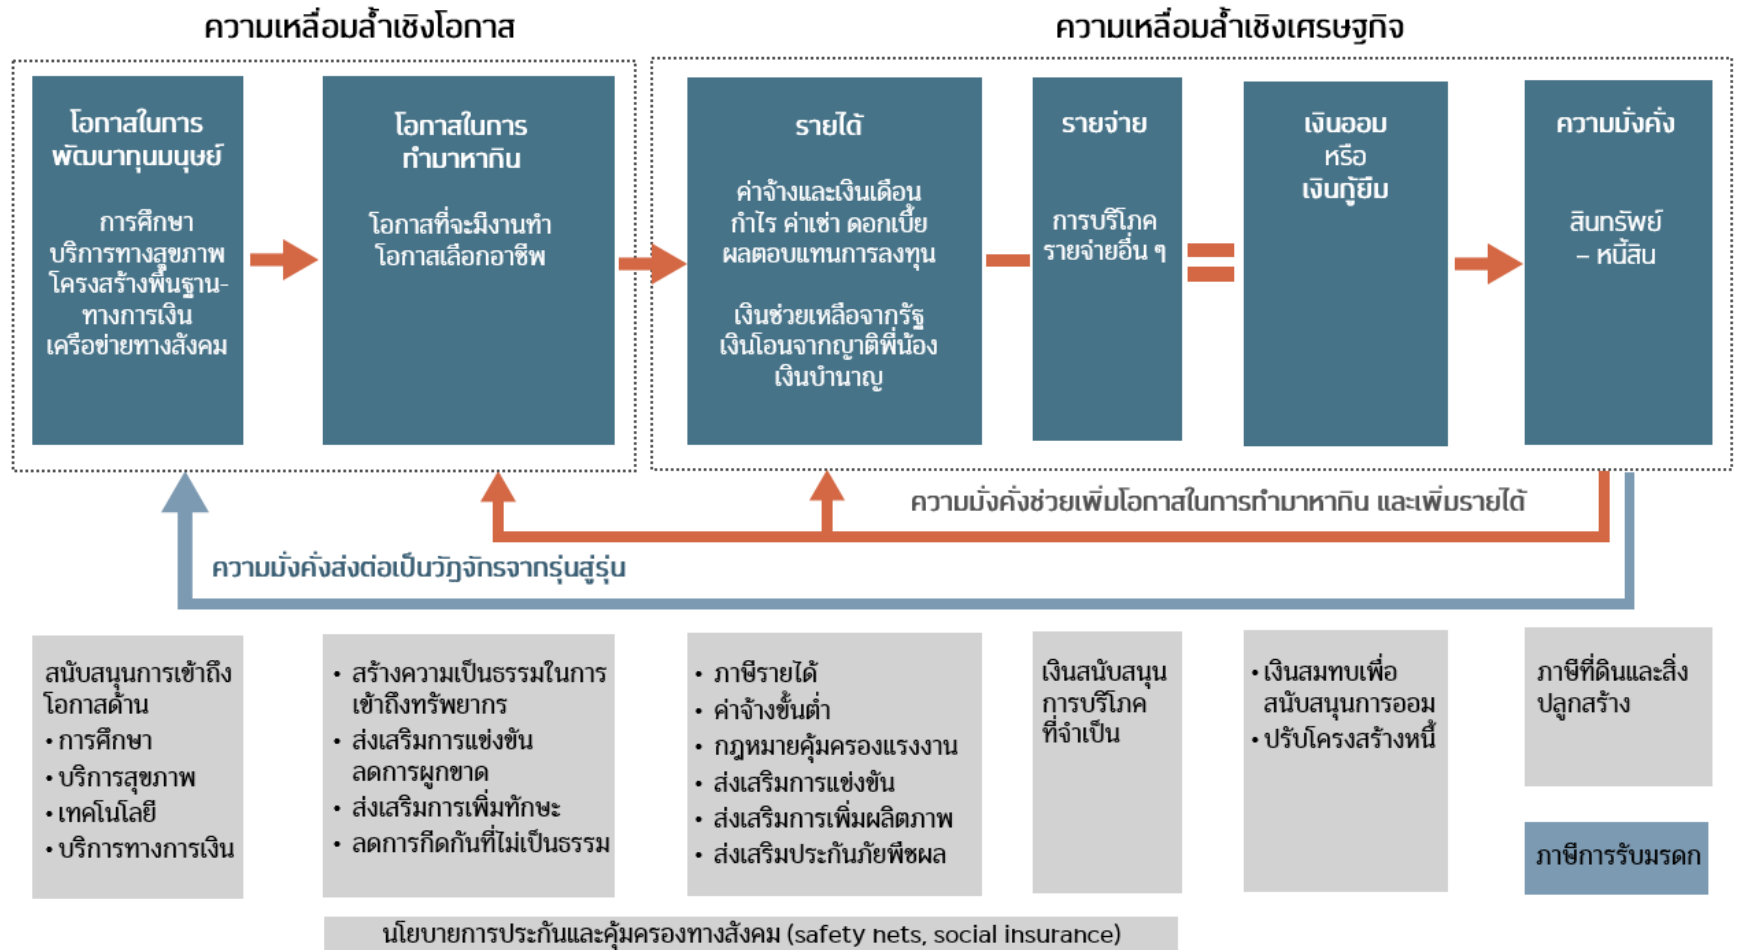 ความเหลื่อมล้ำเชิงโอกาส
ความเหลื่อมล้ำเชิงเศรษฐกิจ
โอกาสในการ
พัฒนาทุนมนุษย์
การศึกษา
บริการทางสุขภาพ
โครงสร้างพื้นฐาน-
ทางการเงิน
เครือข่ายทางสังคม
โอกาสในการ
ทำมาหากิน
โอกาสที่จะมีงานทำ
โอกาสเลือกอาชีพ
รายได้
ค่าจ้างและเงินเดือน
กำไร ค่าเช่า ดอกเบี้ย
ผลตอบแทนการลงทุน
เงินช่วยเหลือจากรัฐ
เงินโอนจากญาติพี่น้อง
เงินบำนาญ
รายจ่าย
การบริโภค
รายจ่ายอื่น ๆ
เงินออม
หรือ
เงินกู้ยืม
ความมั่งคั่ง
สินทรัพย์
– หนี้สิน
ความมั่งคั่งช่วยเพิ่มโอกาสในการทำมาหากิน และเพิ่มรายได้
ความมั่งคั่งส่งต่อเป็นวัฏจักรจากรุ่นสู่รุ่น
สนับสนุนการเข้าถึง
โอกาสด้าน
• การศึกษา
• บริการสุขภาพ
• เทคโนโลยี
• บริการทางการเงิน
• สร้างความเป็นธรรมในการ
เข้าถึงทรัพยากร
• ส่งเสริมการแข่งขัน
ลดการผูกขาด
• ส่งเสริมการเพิ่มทักษะ
• ลดการกีดกันที่ไม่เป็นธรรม
• ภาษีรายได้
• ค่าจ้างขั้นต่ำ
• กฎหมายคุ้มครองแรงงาน
• ส่งเสริมการแข่งขัน
• ส่งเสริมการเพิ่มผลิตภาพ
• ส่งเสริมประกันภัยพืชผล
เงินสนับสนุน
การบริโภค
ที่จำเป็น
• เงินสมทบเพื่อ
สนับสนุนการออม
• ปรับโครงสร้างหนี้
ภาษีที่ดินและสิ่ง
ปลูกสร้าง
ภาษีการรับมรดก
นโยบายการประกันและคุ้มครองทางสังคม (safety nets, social insurance)